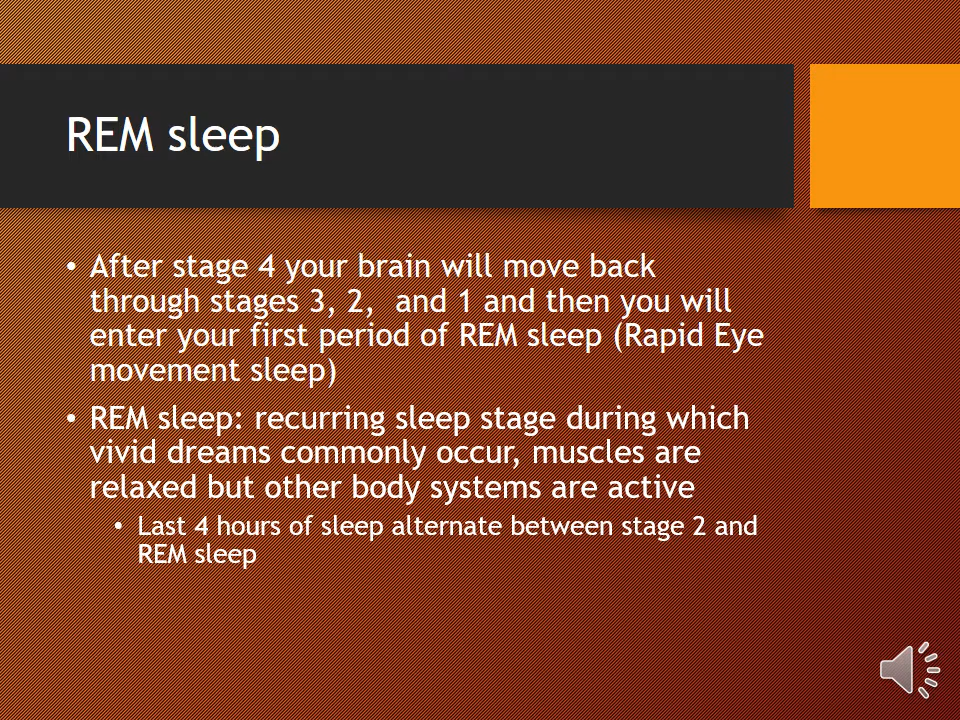 REM sleep
• After stage 4 your brain will move back
through stages 3, 2,  and 1 and then you will
enter your first period of REM sleep (Rapid Eye
movement sleep)
• REM sleep: recurring sleep stage during which
vivid dreams commonly occur, muscles are
relaxed but other body systems are active
• Last 4 hours of sleep alternate between stage 2 and
REM sleep